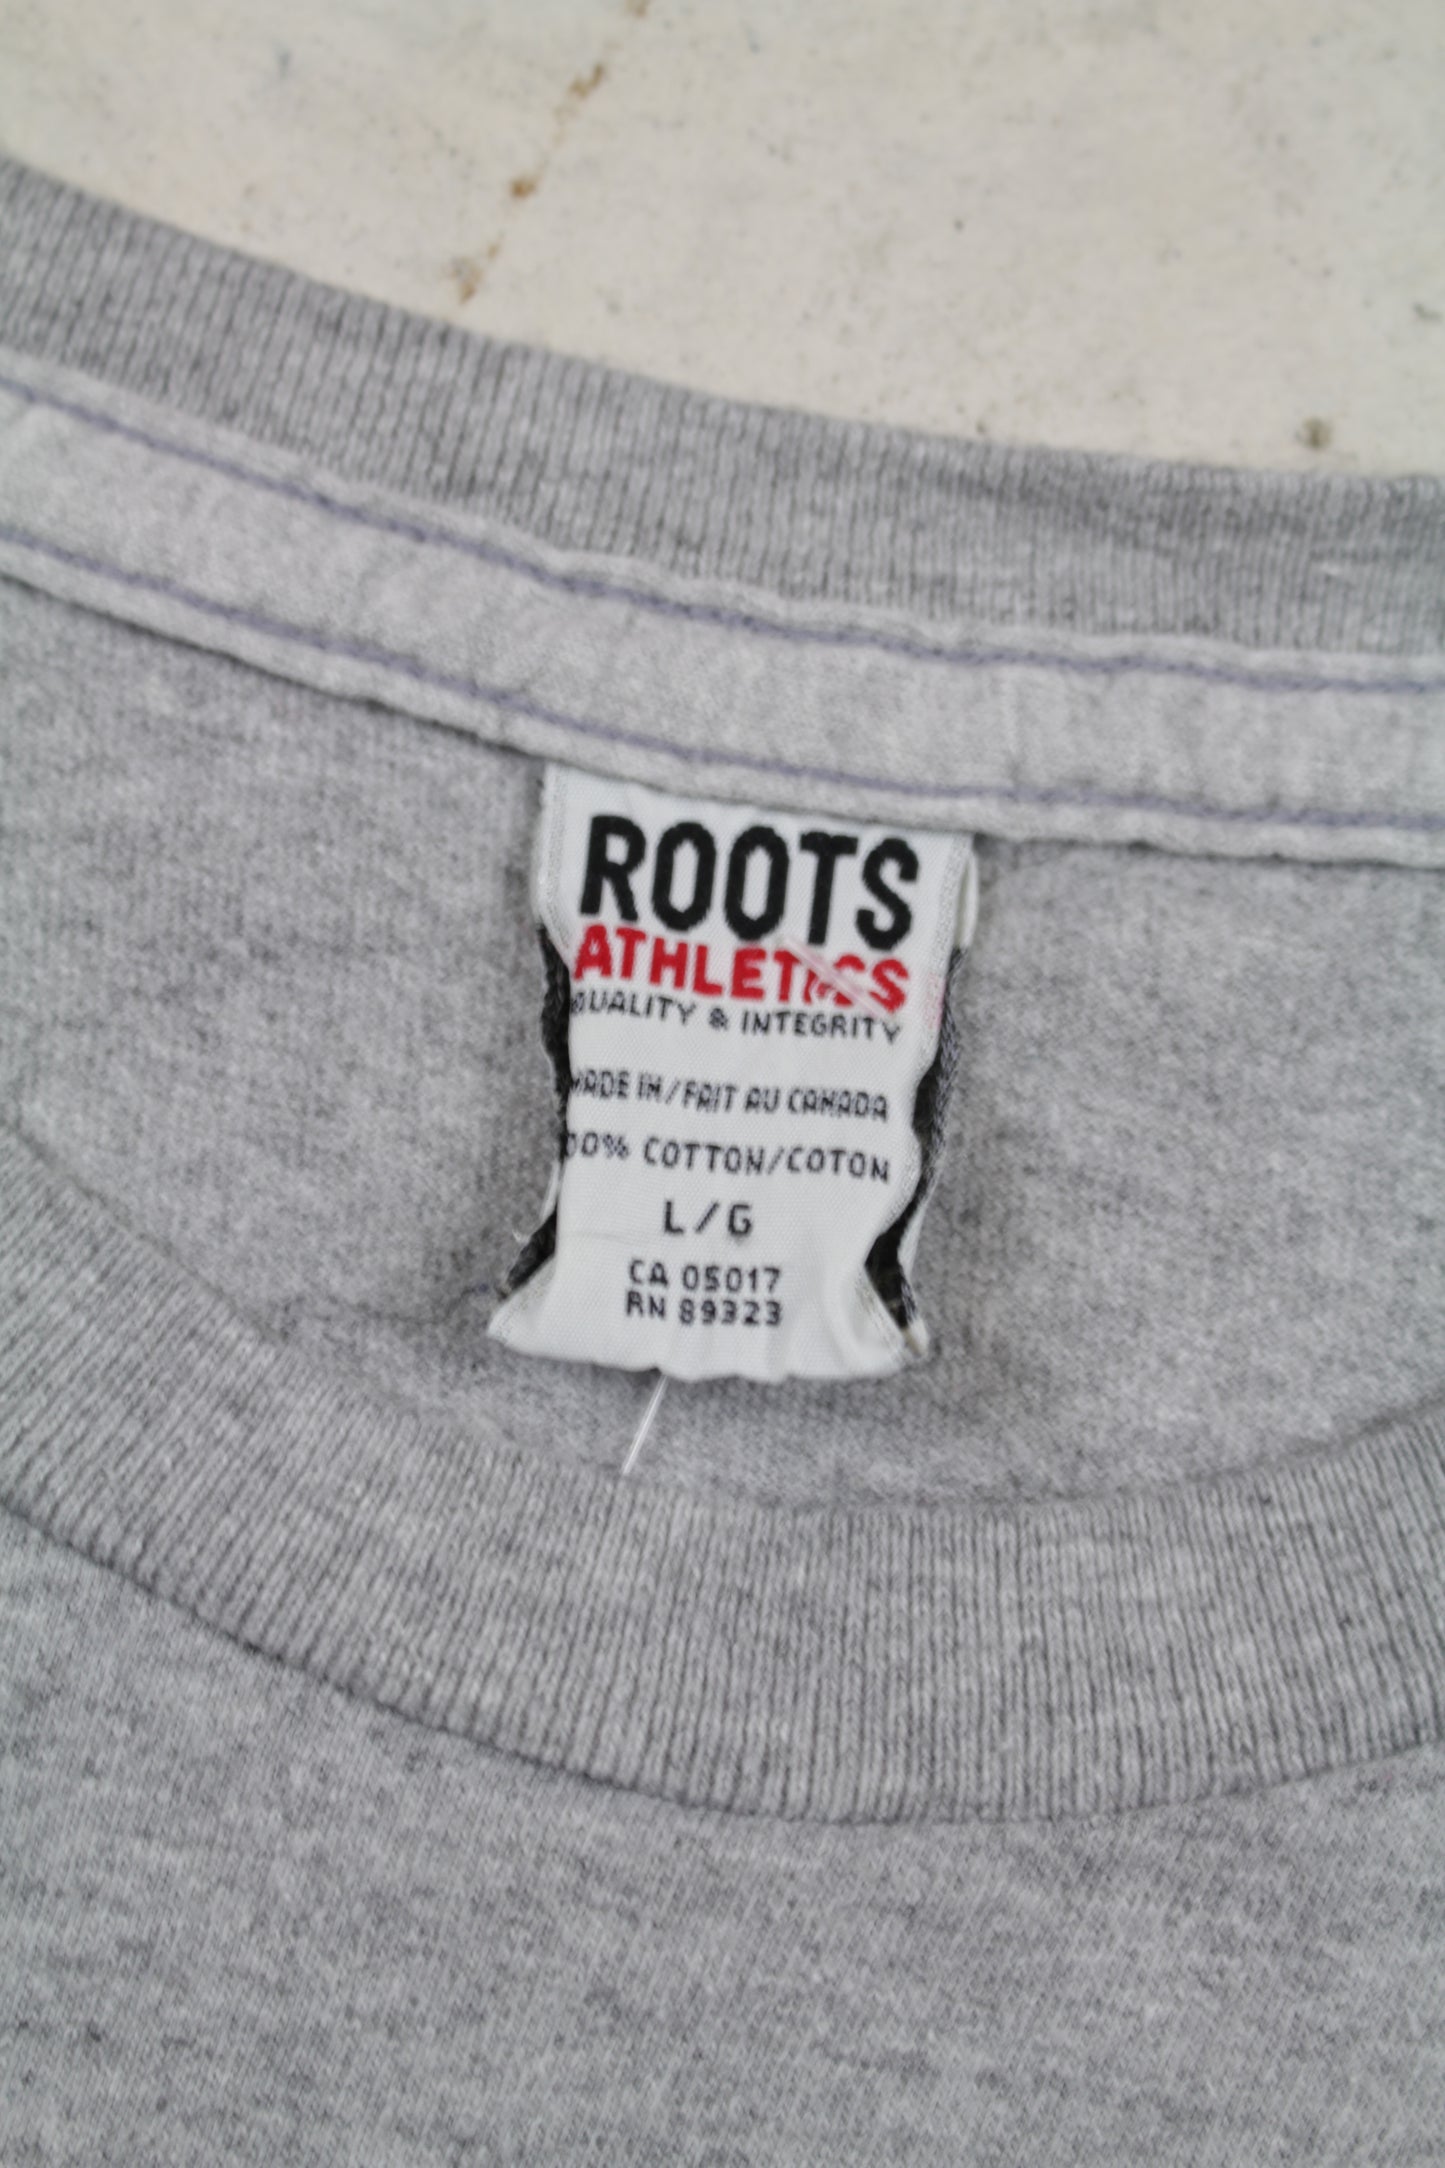 ROOTS
ATHLETICS
QUALITY & INTEGRITY
MADE IN/FAIT AU CANADA
100% COTTON/COTON
L/G
CA 05017
RN 89323